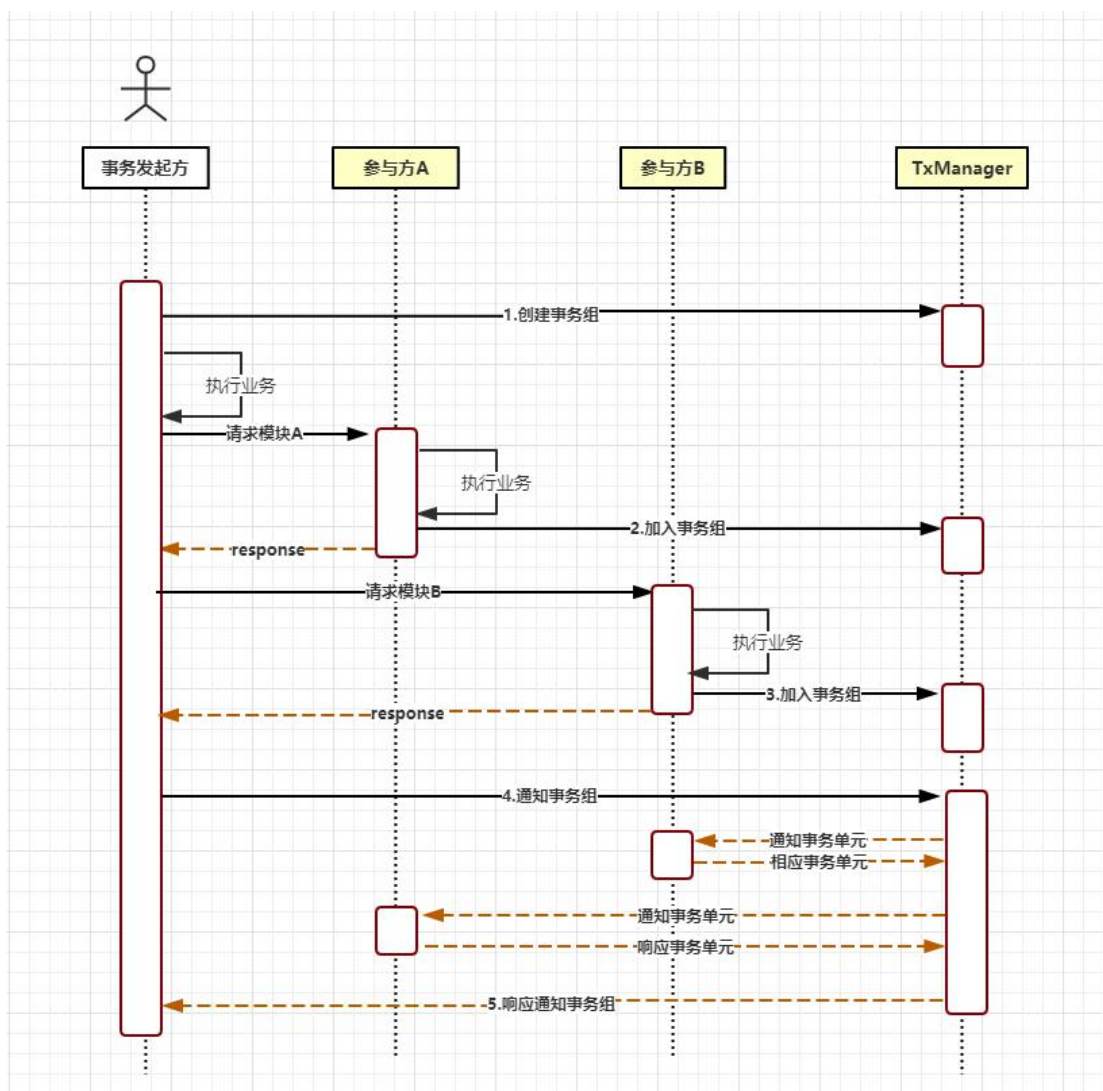 事务发起方
参与方A
参与方B
TxManager
1.创建事务组
执行业务
请求模块A
执行业务
2.加入事务组
response
请求模块B
执行业务
3.加入事务组
response
4.通知事务组
通知事务单元
相应事务单元
通知事务单元
响应事务单元
5.响应通知事务组